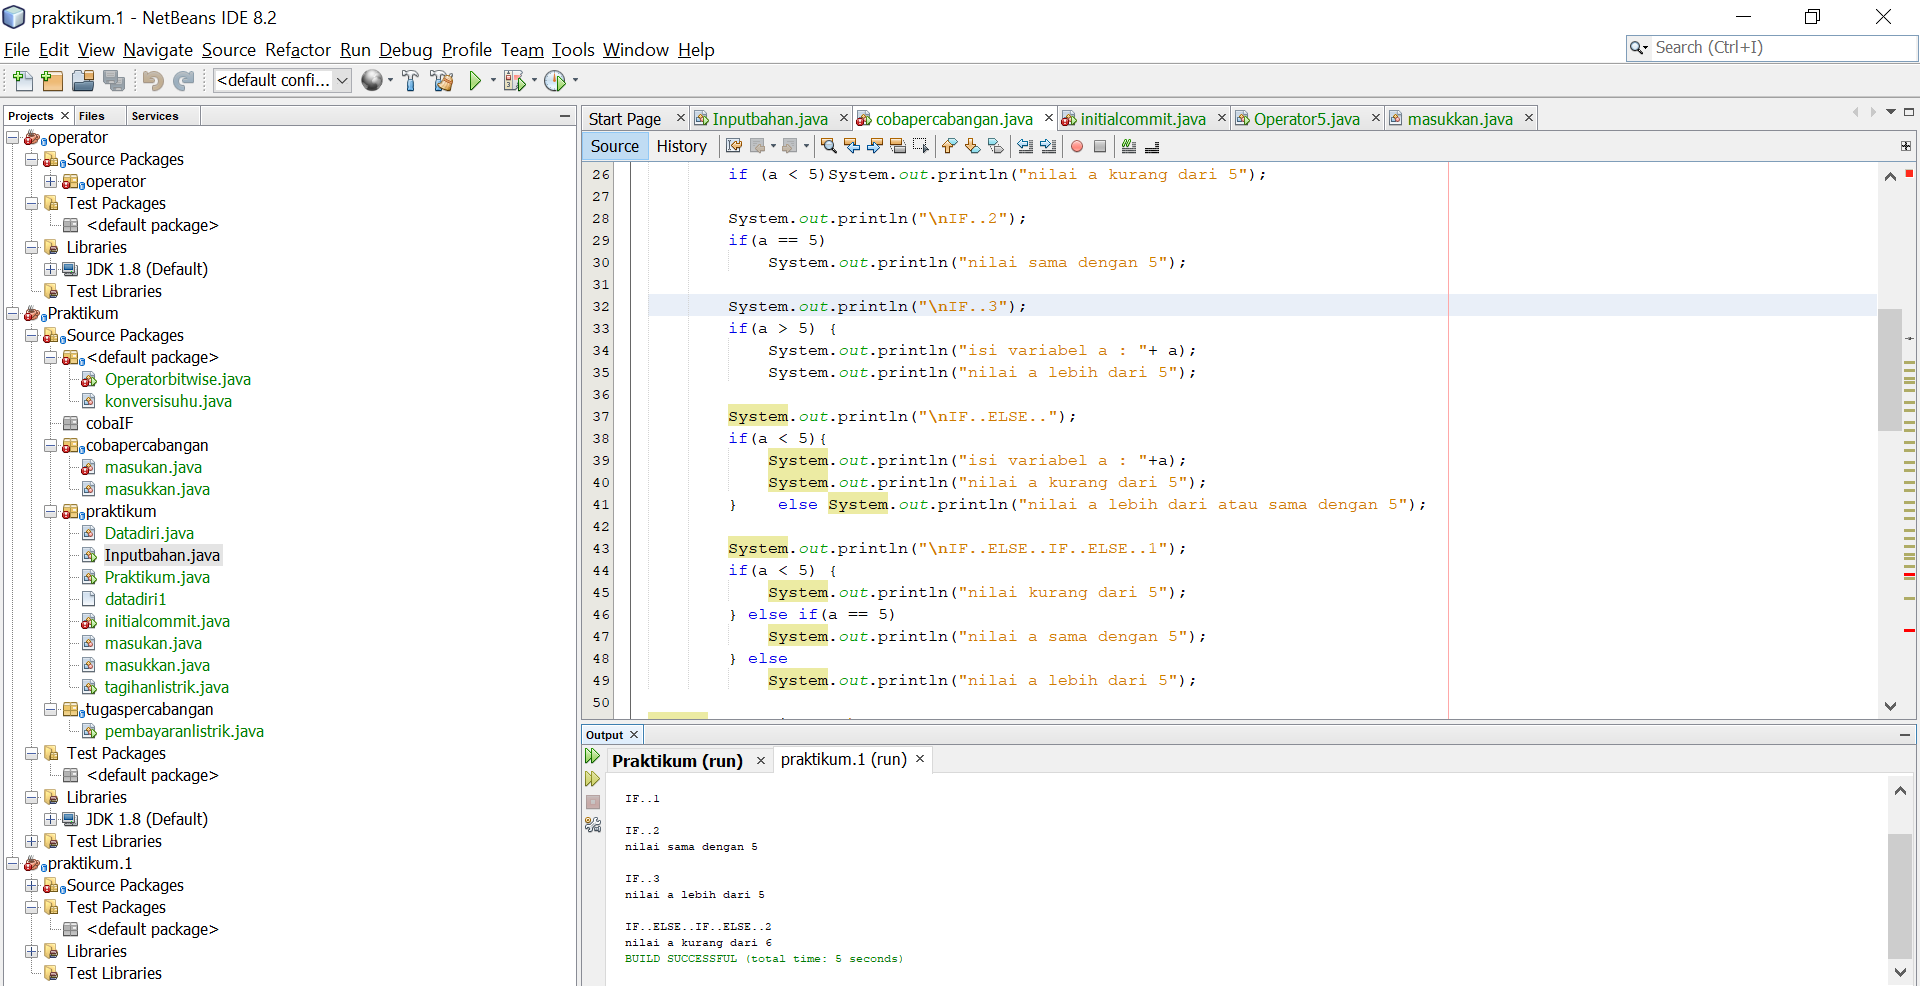 praktikum.1 - NetBeans IDE 8.2
File Edit View Navigate Source Refactor Run Debug Profile Team Tools Window Help
Search (Ctrl+I)
<default confi...
Projects Files Services
operator
Source Packages
operator
Test Packages
<default package>
Libraries
JDK 1.8 (Default)
Test Libraries
Praktikum
Source Packages
<default package>
Operatorbitwise.java
konversisuhu.java
cobaIF
cobapercabangan
masukan.java
masukkan.java
praktikum
Datadiri.java
Inputbahan.java
Praktikum.java
datadiri1
initialcommit.java
masukan.java
masukkan.java
tagihanlistrik.java
tugaspercabangan
pembayaranlistrik.java
Test Packages
<default package>
Libraries
JDK 1.8 (Default)
Test Libraries
praktikum.1
Source Packages
Test Packages
<default package>
Libraries
Test Libraries
Start Page Inputbahan.java cobapercabangan.java initialcommit.java Operator5.java masukkan.java
Source History
26 if (a < 5)System.out.println("nilai a kurang dari 5");
27
28 System.out.println("\nIF..2");
29 if(a == 5)
30 System.out.println("nilai sama dengan 5");
31
32 System.out.println("\nIF..3");
33 if(a > 5) {
34 System.out.println("isi variabel a : "+ a);
35 System.out.println("nilai a lebih dari 5");
36
37 System.out.println("\nIF..ELSE..");
38 if(a < 5){
39 System.out.println("isi variabel a : "+a);
40 System.out.println("nilai a kurang dari 5");
41 } else System.out.println("nilai a lebih dari atau sama dengan 5");
42
43 System.out.println("\nIF..ELSE..IF..ELSE..1");
44 if(a < 5) {
45 System.out.println("nilai kurang dari 5");
46 } else if(a == 5)
47 System.out.println("nilai a sama dengan 5");
48 } else
49 System.out.println("nilai a lebih dari 5");
50
Output
Praktikum (run) praktikum.1 (run)
IF..1
IF..2
nilai sama dengan 5
IF..3
nilai a lebih dari 5
IF..ELSE..IF..ELSE..2
nilai a kurang dari 6
BUILD SUCCESSFUL (total time: 5 seconds)